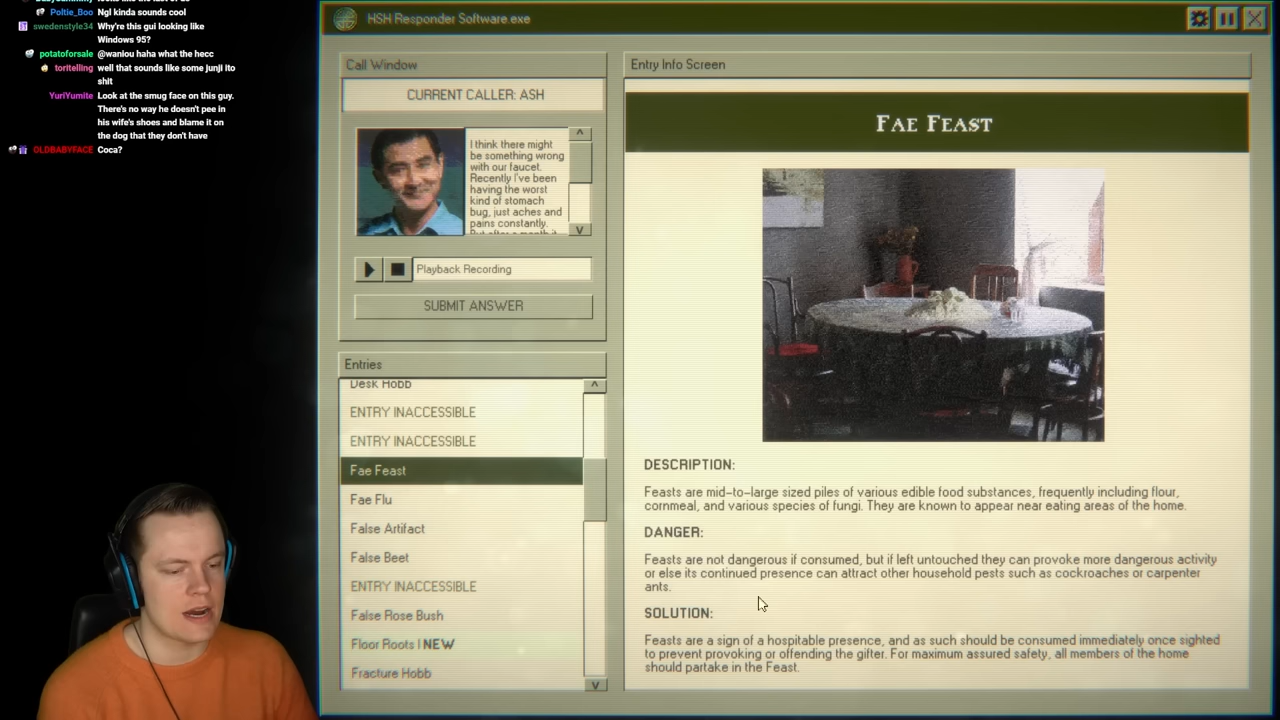 Poltie_Boo Ngl kinda sounds cool
swedenstyle34 Why're this gui looking like
Windows 95?
potatoforsale @waniou haha what the hecc
toritelling well that sounds like some junji ito
shit
YuriYumite Look at the smug face on this guy.
There's no way he doesn't pee in
his wife's shoes and blame it on
the dog that they don't have
OLDBABYFACE Coca?
HSH Responder Software.exe
Call Window
CURRENT CALLER: ASH
I think there might
be something wrong
with our faucet.
Recently I've been
having the worst
kind of stomach
bug, just aches and
pains constantly.
But after a month it
Playback Recording
SUBMIT ANSWER
Entries
Desk Hobb
ENTRY INACCESSIBLE
ENTRY INACCESSIBLE
Fae Feast
Fae Flu
False Artifact
False Beet
ENTRY INACCESSIBLE
False Rose Bush
Floor Roots | NEW
Fracture Hobb
Entry Info Screen
FAE FEAST
DESCRIPTION:
Feasts are mid-to-large sized piles of various edible food substances, frequently including flour,
cornmeal, and various species of fungi. They are known to appear near eating areas of the home.
DANGER:
Feasts are not dangerous if consumed, but if left untouched they can provoke more dangerous activity
or else its continued presence can attract other household pests such as cockroaches or carpenter
ants.
SOLUTION:
Feasts are a sign of a hospitable presence, and as such should be consumed immediately once sighted
to prevent provoking or offending the gifter. For maximum assured safety, all members of the home
should partake in the Feast.